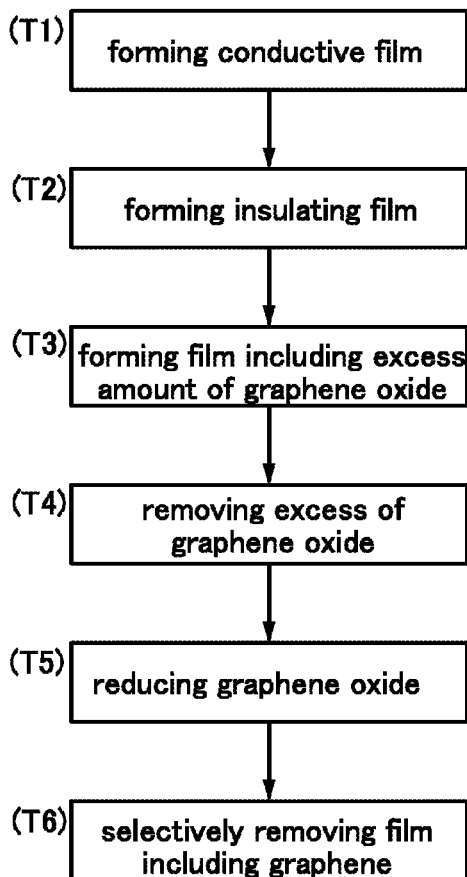 (T1)
forming conductive film
(T2)
forming insulating film
(T3)
forming film including excess
amount of graphene oxide
(T4)
removing excess of
graphene oxide
(T5)
reducing graphene oxide
(T6)
selectively removing film
including graphene